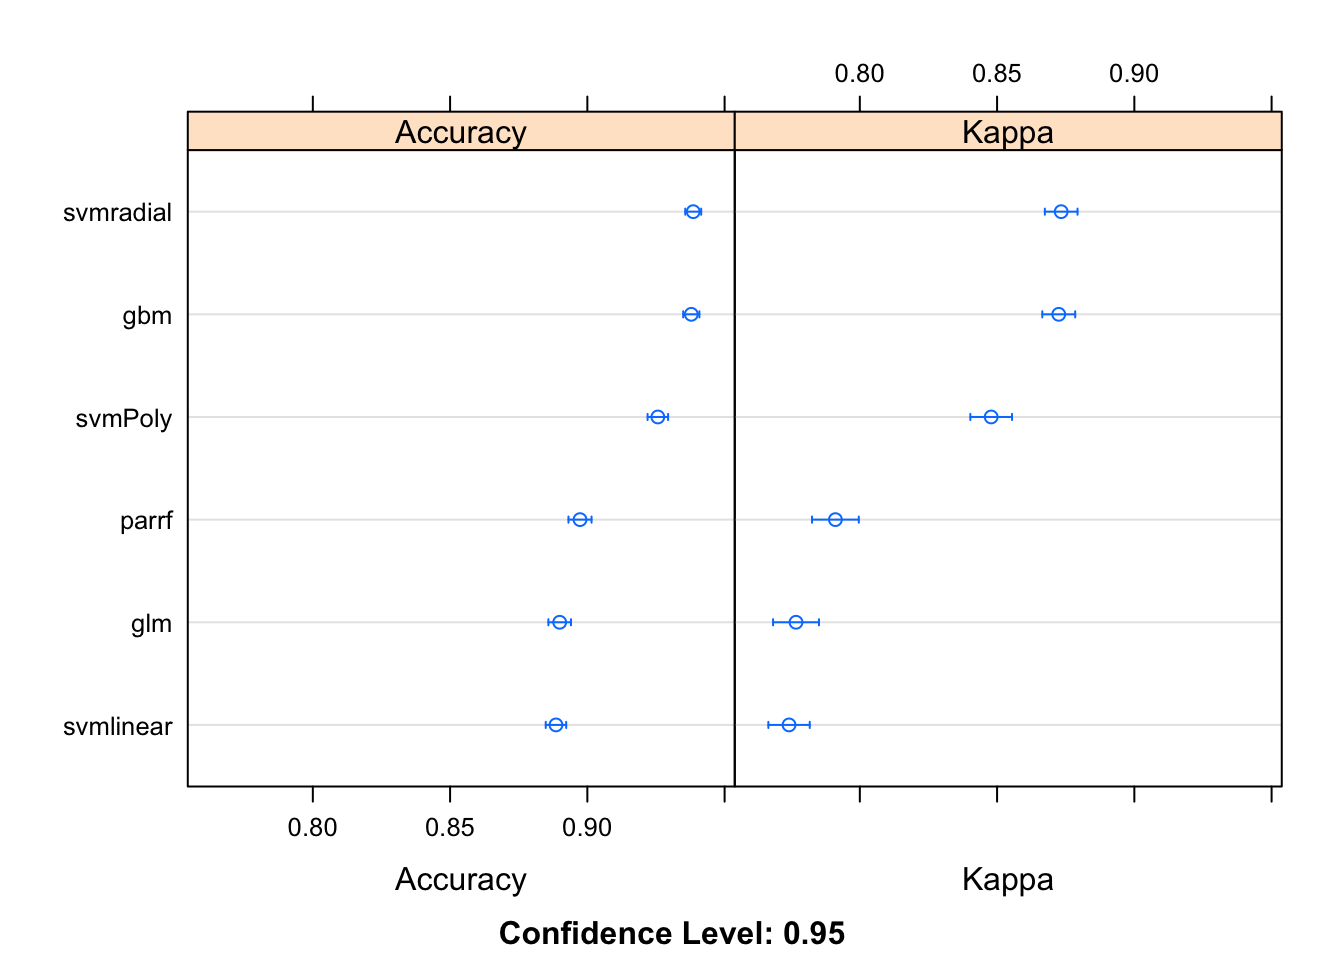 0.80 0.85 0.90
Accuracy Kappa
svmradial
gbm
svmPoly
parrf
glm
svmlinear
0.80 0.85 0.90
Accuracy Kappa
Confidence Level: 0.95